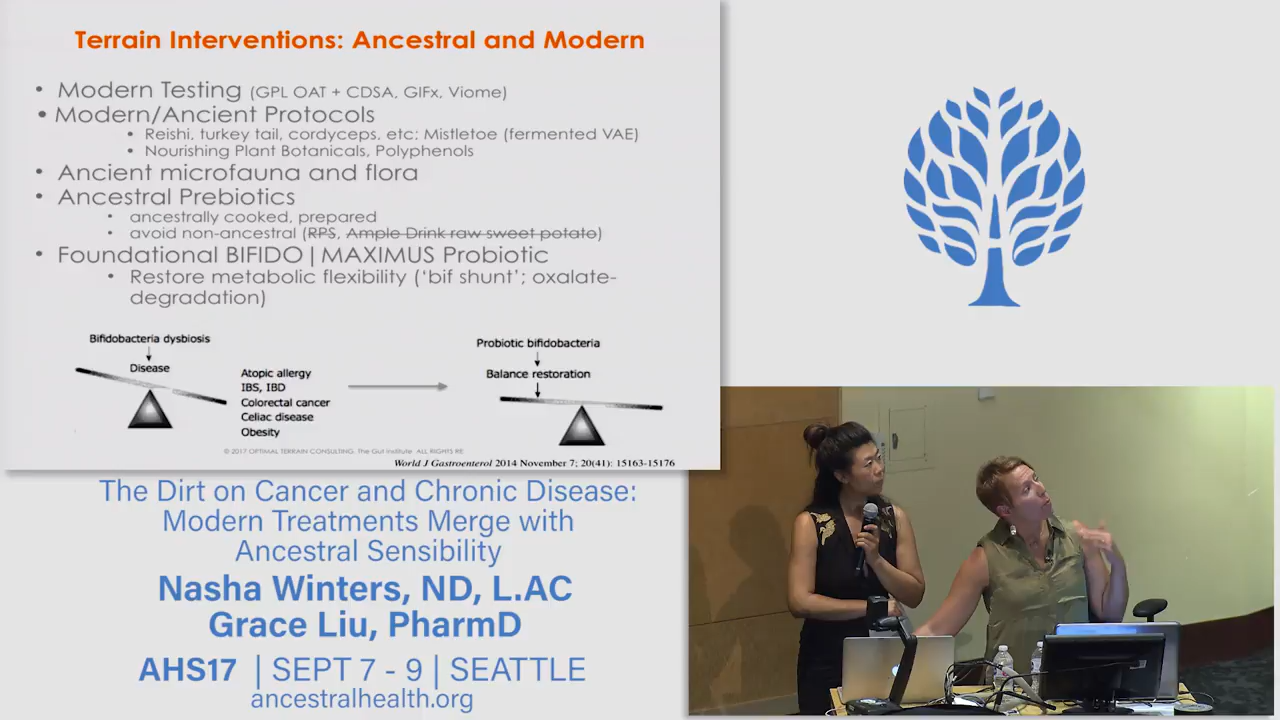 Terrain Interventions: Ancestral and Modern
• Modern Testing (GPL OAT + CDSA, GIFx, Viome)
• Modern/Ancient Protocols
• Reishi, turkey tail, cordyceps, etc; Mistletoe (fermented VAE)
• Nourishing Plant Botanicals, Polyphenols
• Ancient microfauna and flora
• Ancestral Prebiotics
• ancestrally cooked, prepared
• avoid non-ancestral (RPS, Ample Drink raw sweet potato)
• Foundational BIFIDO|MAXIMUS Probiotic
• Restore metabolic flexibility (‘bif shunt’; oxalate-
degradation)
Bifidobacteria dysbiosis
Disease
Atopic allergy
IBS, IBD
Colorectal cancer
Celiac disease
Obesity
Probiotic bifidobacteria
Balance restoration
© 2017 OPTIMAL TERRAIN CONSULTING. The Gut Institute ALL RIGHTS RE
World J Gastroenterol 2014 November 7; 20(41): 15163-15176
The Dirt on Cancer and Chronic Disease:
Modern Treatments Merge with
Ancestral Sensibility
Nasha Winters, ND, L.AC
Grace Liu, PharmD
AHS17 | SEPT 7 - 9 | SEATTLE
ancestralhealth.org